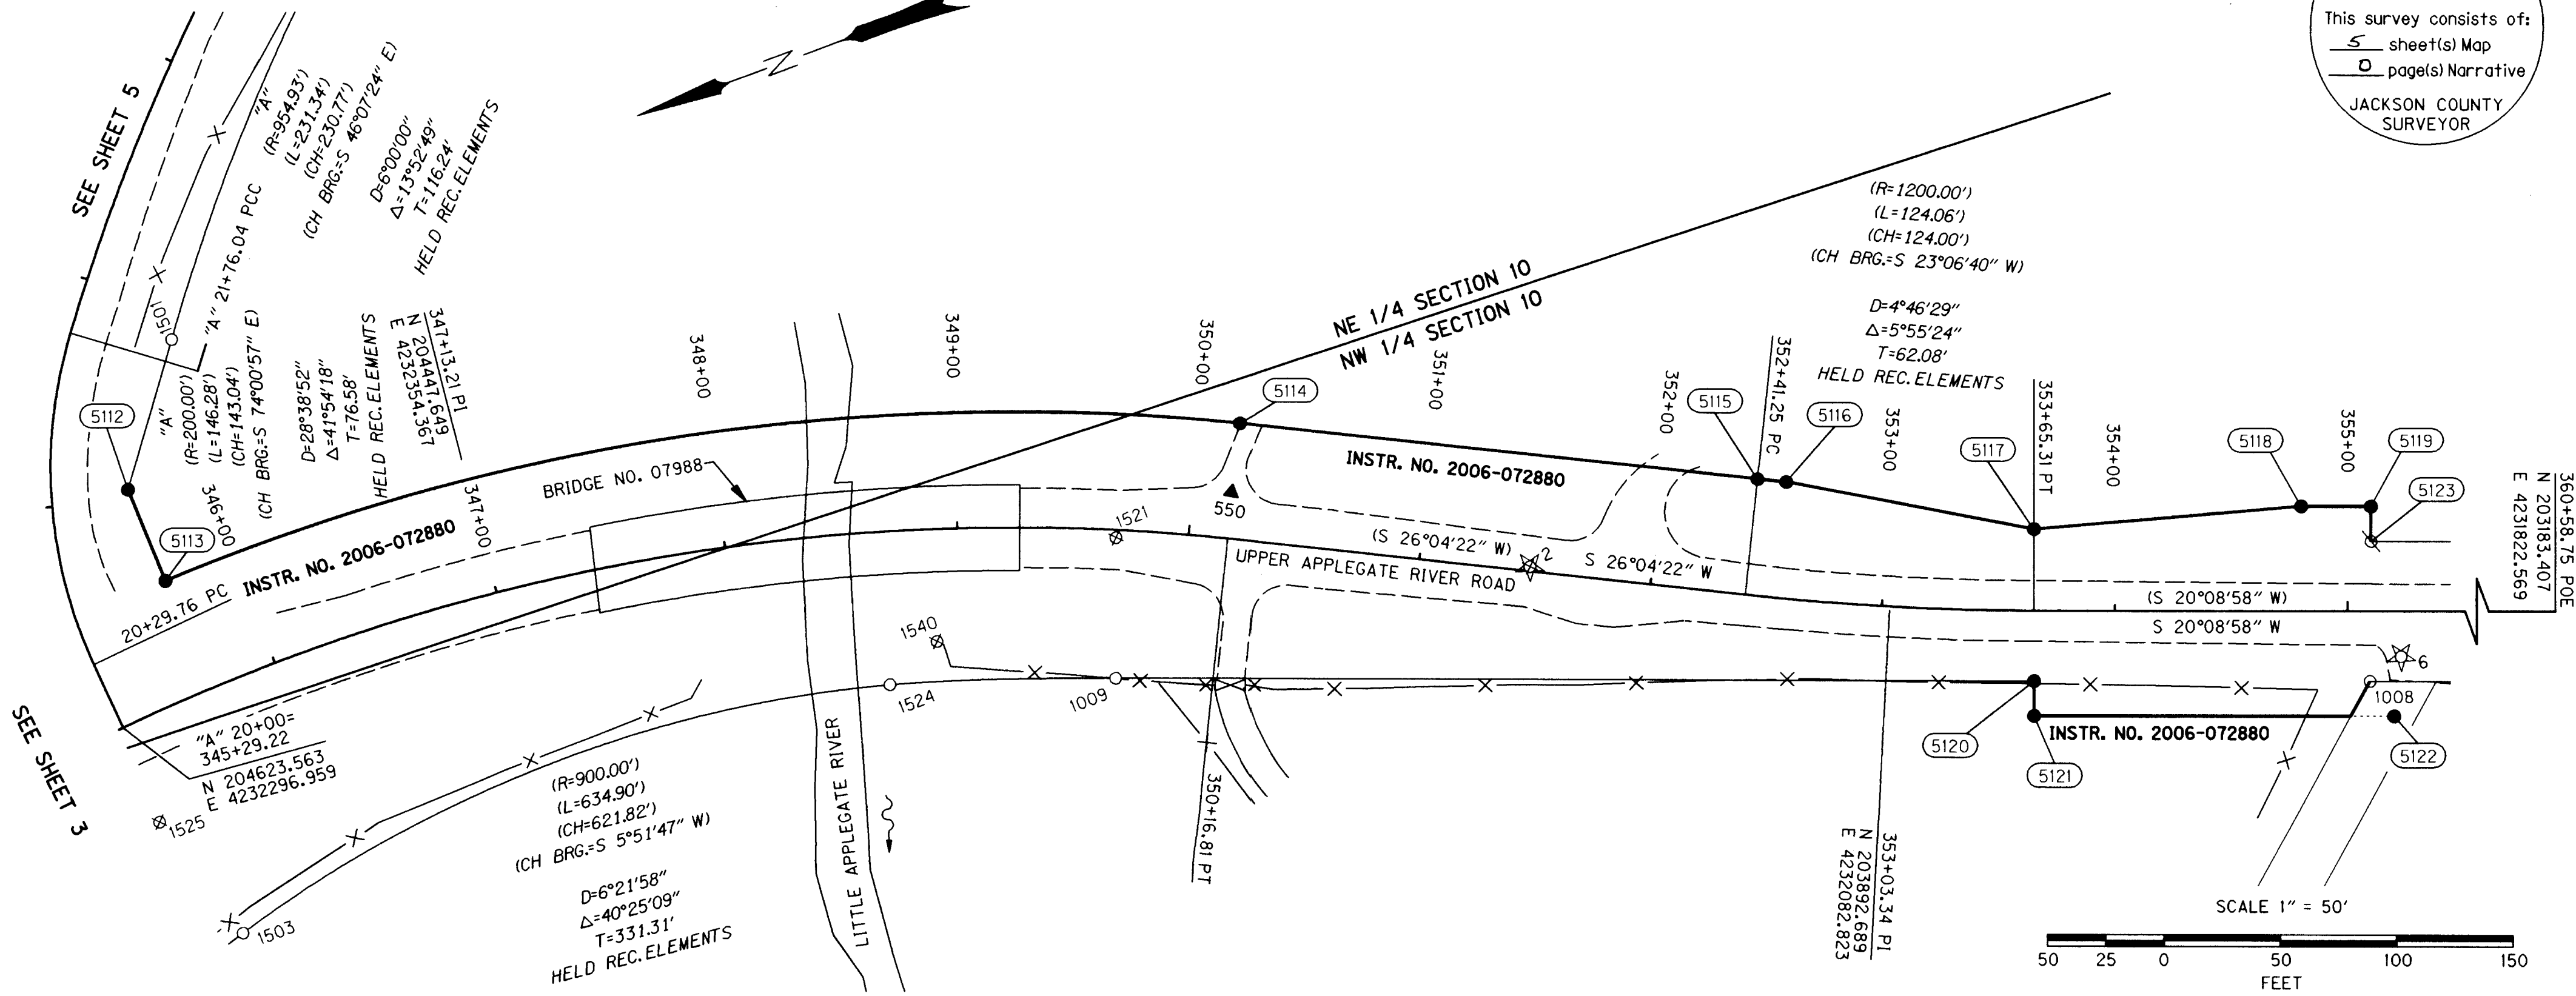 This survey consists of:
5 sheet(s) Map
0 page(s) Narrative
JACKSON COUNTY
SURVEYOR
N
SEE SHEET 5
"A"
(R=954.93')
(L=231.34')
(CH=230.77')
(CH BRG.=S 46°07'24" E)
D=6°00'00"
Δ=13°52'49"
T=116.24'
HELD REC. ELEMENTS
"A" 21+76.04 PCC
1501
5112
"A"
(R=200.00')
(L=146.28')
(CH=143.04')
(CH BRG.=S 74°00'57" E)
D=28°38'52"
Δ=41°54'18"
T=76.58'
HELD REC. ELEMENTS
347+13.21 PI
N 204447.649
E 4232354.367
346+00
347+00
348+00
349+00
350+00
351+00
352+00
353+00
354+00
355+00
5113
20+29.76 PC
INSTR. NO. 2006-072880
BRIDGE NO. 07988
NE 1/4 SECTION 10
NW 1/4 SECTION 10
5114
INSTR. NO. 2006-072880
550
1521
(S 26°04'22" W)
2
S 26°04'22" W
UPPER APPLEGATE RIVER ROAD
(R=1200.00')
(L=124.06')
(CH=124.00')
(CH BRG.=S 23°06'40" W)
D=4°46'29"
Δ=5°55'24"
T=62.08'
HELD REC. ELEMENTS
352+41.25 PC
5115
5116
353+65.31 PT
5117
5118
5119
5123
360+58.75 POE
N 203183.407
E 4231822.569
(S 20°08'58" W)
S 20°08'58" W
6
1008
1540
1524
1009
5120
5121
INSTR. NO. 2006-072880
5122
SEE SHEET 3
"A" 20+00=
345+29.22
N 204623.563
E 4232296.959
1525
1503
(R=900.00')
(L=634.90')
(CH=621.82')
(CH BRG.=S 5°51'47" W)
D=6°21'58"
Δ=40°25'09"
T=331.31'
HELD REC. ELEMENTS
LITTLE APPLEGATE RIVER
350+16.81 PT
353+03.34 PI
N 203892.689
E 4232082.823
SCALE 1" = 50'
50 25 0 50 100 150
FEET